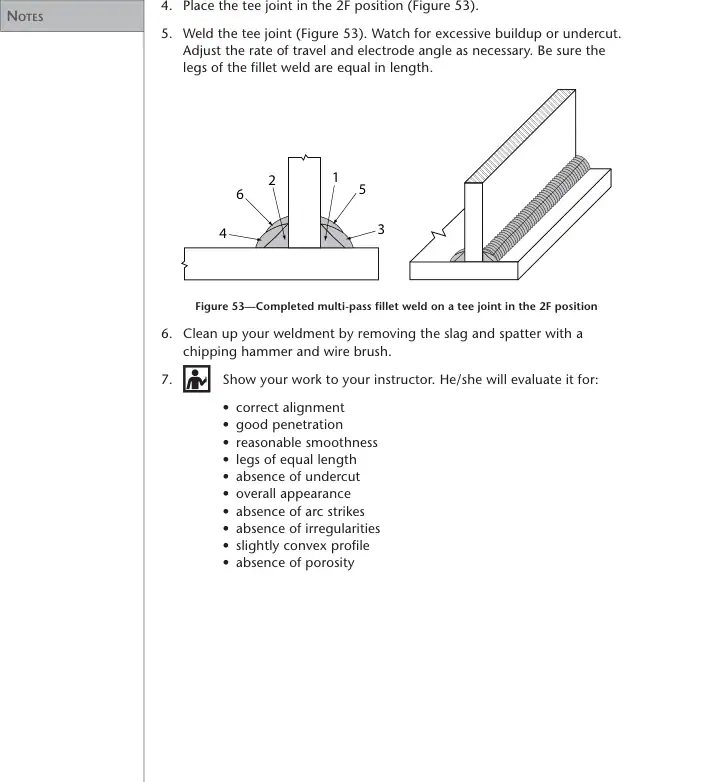 NOTES
4. Place the tee joint in the 2F position (Figure 53).
5. Weld the tee joint (Figure 53). Watch for excessive buildup or undercut.
Adjust the rate of travel and electrode angle as necessary. Be sure the
legs of the fillet weld are equal in length.
2 1
6 5
4 3
Figure 53—Completed multi-pass fillet weld on a tee joint in the 2F position
6. Clean up your weldment by removing the slag and spatter with a
chipping hammer and wire brush.
7. Show your work to your instructor. He/she will evaluate it for:
• correct alignment
• good penetration
• reasonable smoothness
• legs of equal length
• absence of undercut
• overall appearance
• absence of arc strikes
• absence of irregularities
• slightly convex profile
• absence of porosity